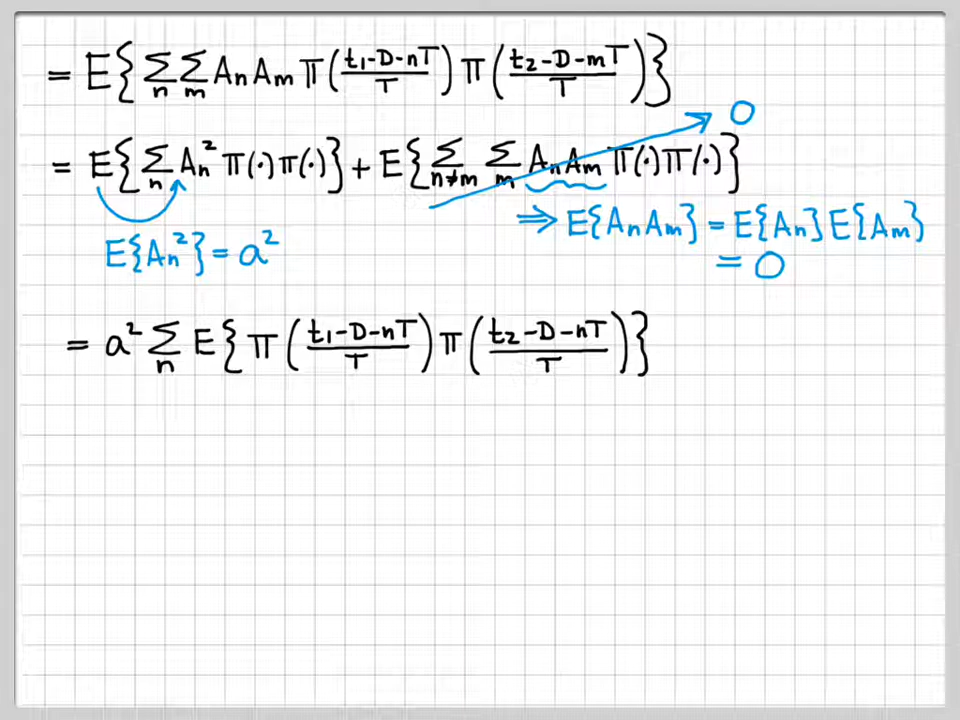 = E{ Σ_n Σ_m A_n A_m Π((t₁-D-nT)/T) Π((t₂-D-mT)/T) }
= E{ Σ_n A_n² Π(·)Π(·) } + E{ Σ_{n≠m} Σ_m A_n A_m Π(·)Π(·) } → 0
E{A_n²} = a²
⇒ E{A_n A_m} = E{A_n} E{A_m}
= 0
= a² Σ_n E{ Π((t₁-D-nT)/T) Π((t₂-D-nT)/T) }